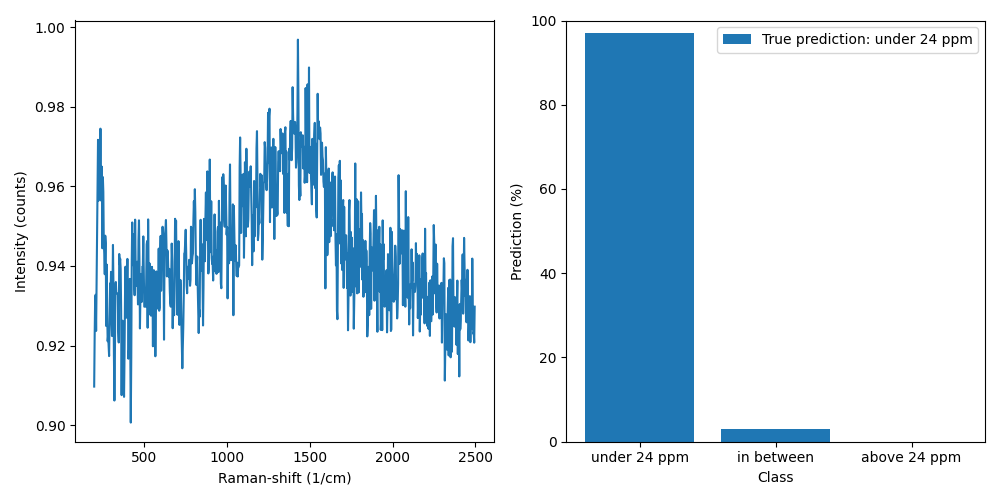 1.00
0.98
0.96
0.94
0.92
0.90
Intensity (counts)
500
1000
1500
2000
2500
Raman-shift (1/cm)
100
80
60
40
20
0
Prediction (%)
True prediction: under 24 ppm
under 24 ppm
in between
above 24 ppm
Class